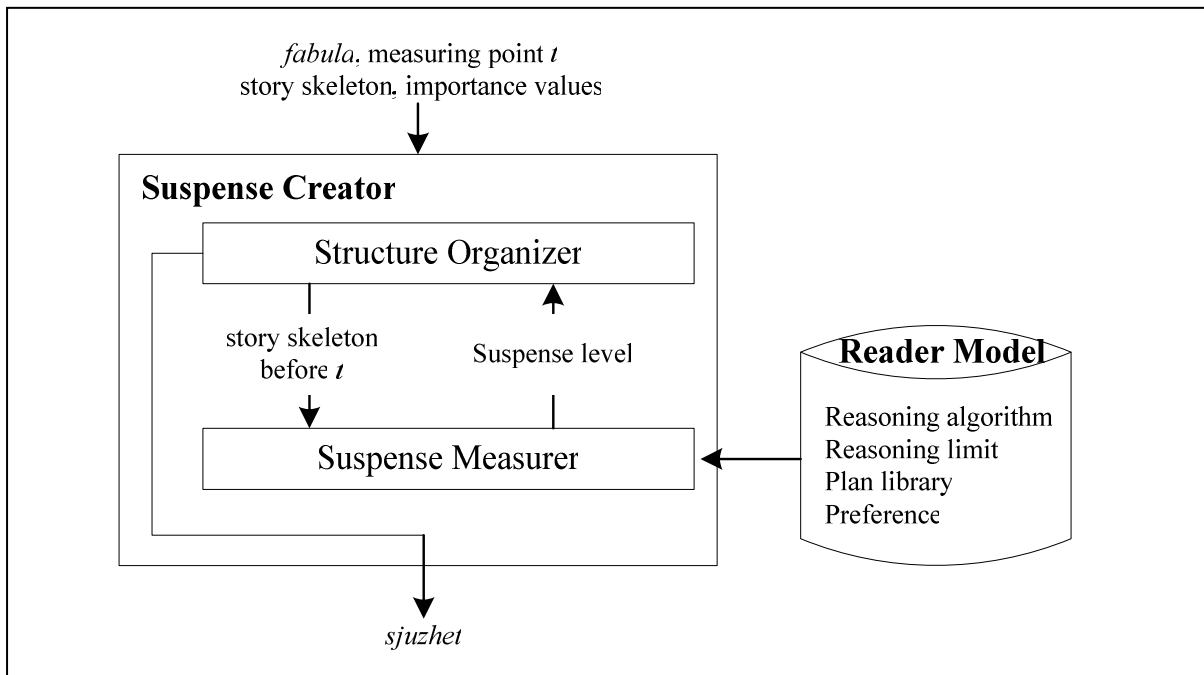 fabula, measuring point t
story skeleton, importance values
Suspense Creator
Structure Organizer
story skeleton
before t
Suspense level
Suspense Measurer
Reader Model
Reasoning algorithm
Reasoning limit
Plan library
Preference
sjuzhet